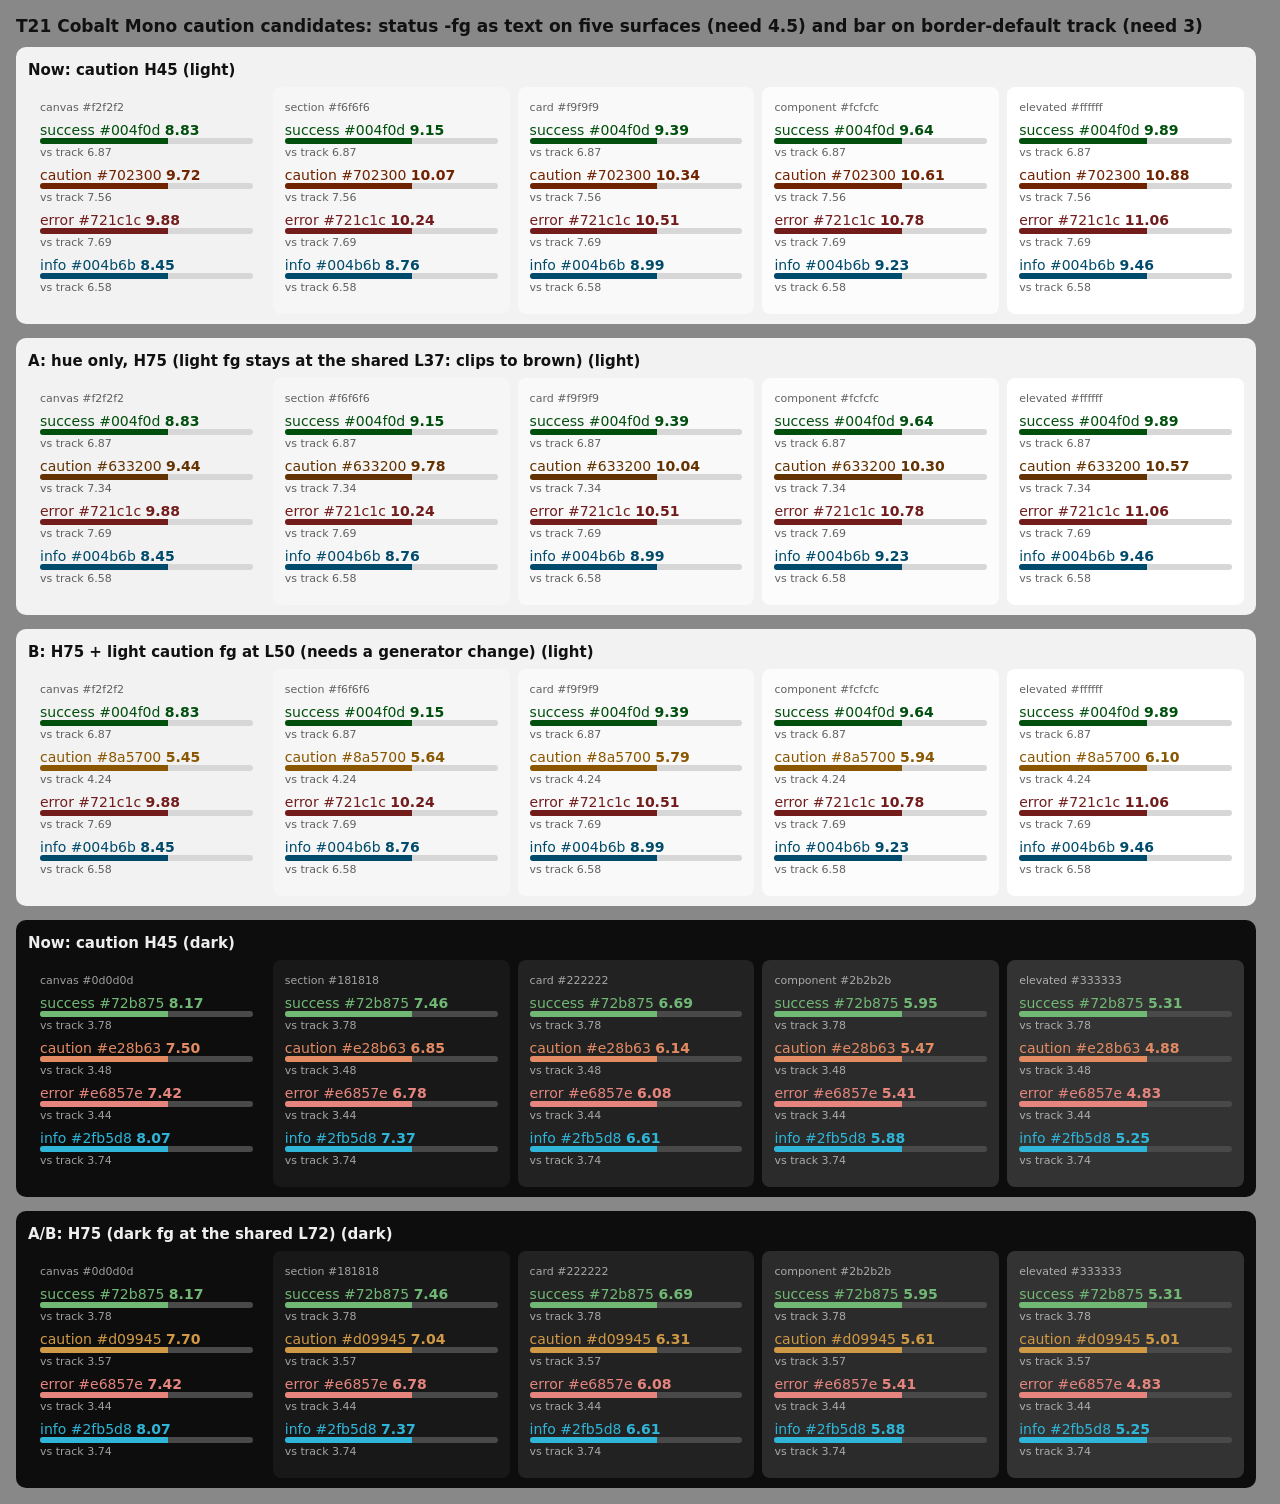 T21 Cobalt Mono caution candidates: status -fg as text on five surfaces (need 4.5) and bar on border-default track (need 3)
Now: caution H45 (light)
canvas #f2f2f2 section #f6f6f6 card #f9f9f9 component #fcfcfc elevated #ffffff
success #004f0d 8.83 success #004f0d 9.15 success #004f0d 9.39 success #004f0d 9.64 success #004f0d 9.89
vs track 6.87 vs track 6.87 vs track 6.87 vs track 6.87 vs track 6.87
caution #702300 9.72 caution #702300 10.07 caution #702300 10.34 caution #702300 10.61 caution #702300 10.88
vs track 7.56 vs track 7.56 vs track 7.56 vs track 7.56 vs track 7.56
error #721c1c 9.88 error #721c1c 10.24 error #721c1c 10.51 error #721c1c 10.78 error #721c1c 11.06
vs track 7.69 vs track 7.69 vs track 7.69 vs track 7.69 vs track 7.69
info #004b6b 8.45 info #004b6b 8.76 info #004b6b 8.99 info #004b6b 9.23 info #004b6b 9.46
vs track 6.58 vs track 6.58 vs track 6.58 vs track 6.58 vs track 6.58
A: hue only, H75 (light fg stays at the shared L37: clips to brown) (light)
canvas #f2f2f2 section #f6f6f6 card #f9f9f9 component #fcfcfc elevated #ffffff
success #004f0d 8.83 success #004f0d 9.15 success #004f0d 9.39 success #004f0d 9.64 success #004f0d 9.89
vs track 6.87 vs track 6.87 vs track 6.87 vs track 6.87 vs track 6.87
caution #633200 9.44 caution #633200 9.78 caution #633200 10.04 caution #633200 10.30 caution #633200 10.57
vs track 7.34 vs track 7.34 vs track 7.34 vs track 7.34 vs track 7.34
error #721c1c 9.88 error #721c1c 10.24 error #721c1c 10.51 error #721c1c 10.78 error #721c1c 11.06
vs track 7.69 vs track 7.69 vs track 7.69 vs track 7.69 vs track 7.69
info #004b6b 8.45 info #004b6b 8.76 info #004b6b 8.99 info #004b6b 9.23 info #004b6b 9.46
vs track 6.58 vs track 6.58 vs track 6.58 vs track 6.58 vs track 6.58
B: H75 + light caution fg at L50 (needs a generator change) (light)
canvas #f2f2f2 section #f6f6f6 card #f9f9f9 component #fcfcfc elevated #ffffff
success #004f0d 8.83 success #004f0d 9.15 success #004f0d 9.39 success #004f0d 9.64 success #004f0d 9.89
vs track 6.87 vs track 6.87 vs track 6.87 vs track 6.87 vs track 6.87
caution #8a5700 5.45 caution #8a5700 5.64 caution #8a5700 5.79 caution #8a5700 5.94 caution #8a5700 6.10
vs track 4.24 vs track 4.24 vs track 4.24 vs track 4.24 vs track 4.24
error #721c1c 9.88 error #721c1c 10.24 error #721c1c 10.51 error #721c1c 10.78 error #721c1c 11.06
vs track 7.69 vs track 7.69 vs track 7.69 vs track 7.69 vs track 7.69
info #004b6b 8.45 info #004b6b 8.76 info #004b6b 8.99 info #004b6b 9.23 info #004b6b 9.46
vs track 6.58 vs track 6.58 vs track 6.58 vs track 6.58 vs track 6.58
Now: caution H45 (dark)
canvas #0d0d0d section #181818 card #222222 component #2b2b2b elevated #333333
success #72b875 8.17 success #72b875 7.46 success #72b875 6.69 success #72b875 5.95 success #72b875 5.31
vs track 3.78 vs track 3.78 vs track 3.78 vs track 3.78 vs track 3.78
caution #e28b63 7.50 caution #e28b63 6.85 caution #e28b63 6.14 caution #e28b63 5.47 caution #e28b63 4.88
vs track 3.48 vs track 3.48 vs track 3.48 vs track 3.48 vs track 3.48
error #e6857e 7.42 error #e6857e 6.78 error #e6857e 6.08 error #e6857e 5.41 error #e6857e 4.83
vs track 3.44 vs track 3.44 vs track 3.44 vs track 3.44 vs track 3.44
info #2fb5d8 8.07 info #2fb5d8 7.37 info #2fb5d8 6.61 info #2fb5d8 5.88 info #2fb5d8 5.25
vs track 3.74 vs track 3.74 vs track 3.74 vs track 3.74 vs track 3.74
A/B: H75 (dark fg at the shared L72) (dark)
canvas #0d0d0d section #181818 card #222222 component #2b2b2b elevated #333333
success #72b875 8.17 success #72b875 7.46 success #72b875 6.69 success #72b875 5.95 success #72b875 5.31
vs track 3.78 vs track 3.78 vs track 3.78 vs track 3.78 vs track 3.78
caution #d09945 7.70 caution #d09945 7.04 caution #d09945 6.31 caution #d09945 5.61 caution #d09945 5.01
vs track 3.57 vs track 3.57 vs track 3.57 vs track 3.57 vs track 3.57
error #e6857e 7.42 error #e6857e 6.78 error #e6857e 6.08 error #e6857e 5.41 error #e6857e 4.83
vs track 3.44 vs track 3.44 vs track 3.44 vs track 3.44 vs track 3.44
info #2fb5d8 8.07 info #2fb5d8 7.37 info #2fb5d8 6.61 info #2fb5d8 5.88 info #2fb5d8 5.25
vs track 3.74 vs track 3.74 vs track 3.74 vs track 3.74 vs track 3.74